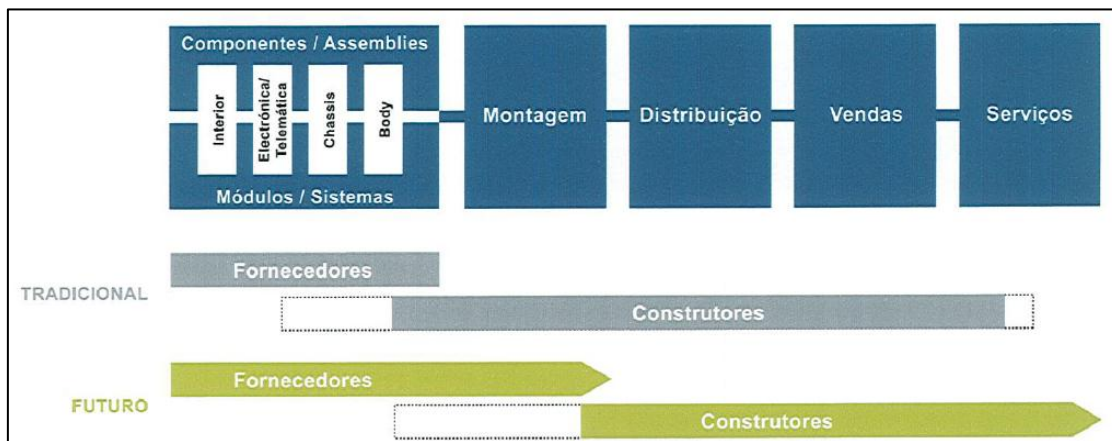 Componentes / Assemblies
Interior
Electrónica/
Telemática
Chassis
Body
Módulos / Sistemas
Montagem
Distribuição
Vendas
Serviços
TRADICIONAL
Fornecedores
Construtores
FUTURO
Fornecedores
Construtores